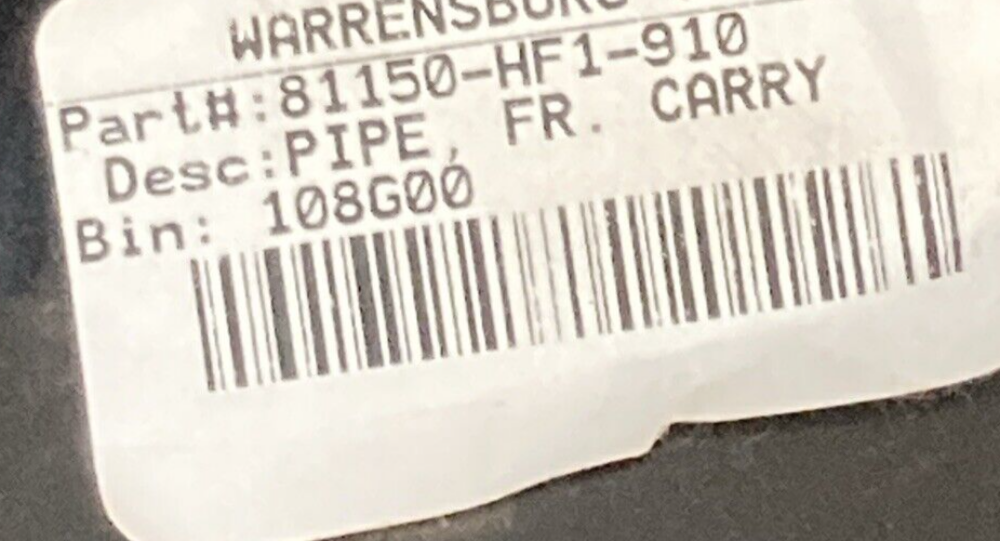 WARRENSBURG
Part#:81150-HF1-910
Desc:PIPE, FR. CARRY
Bin: 108G00